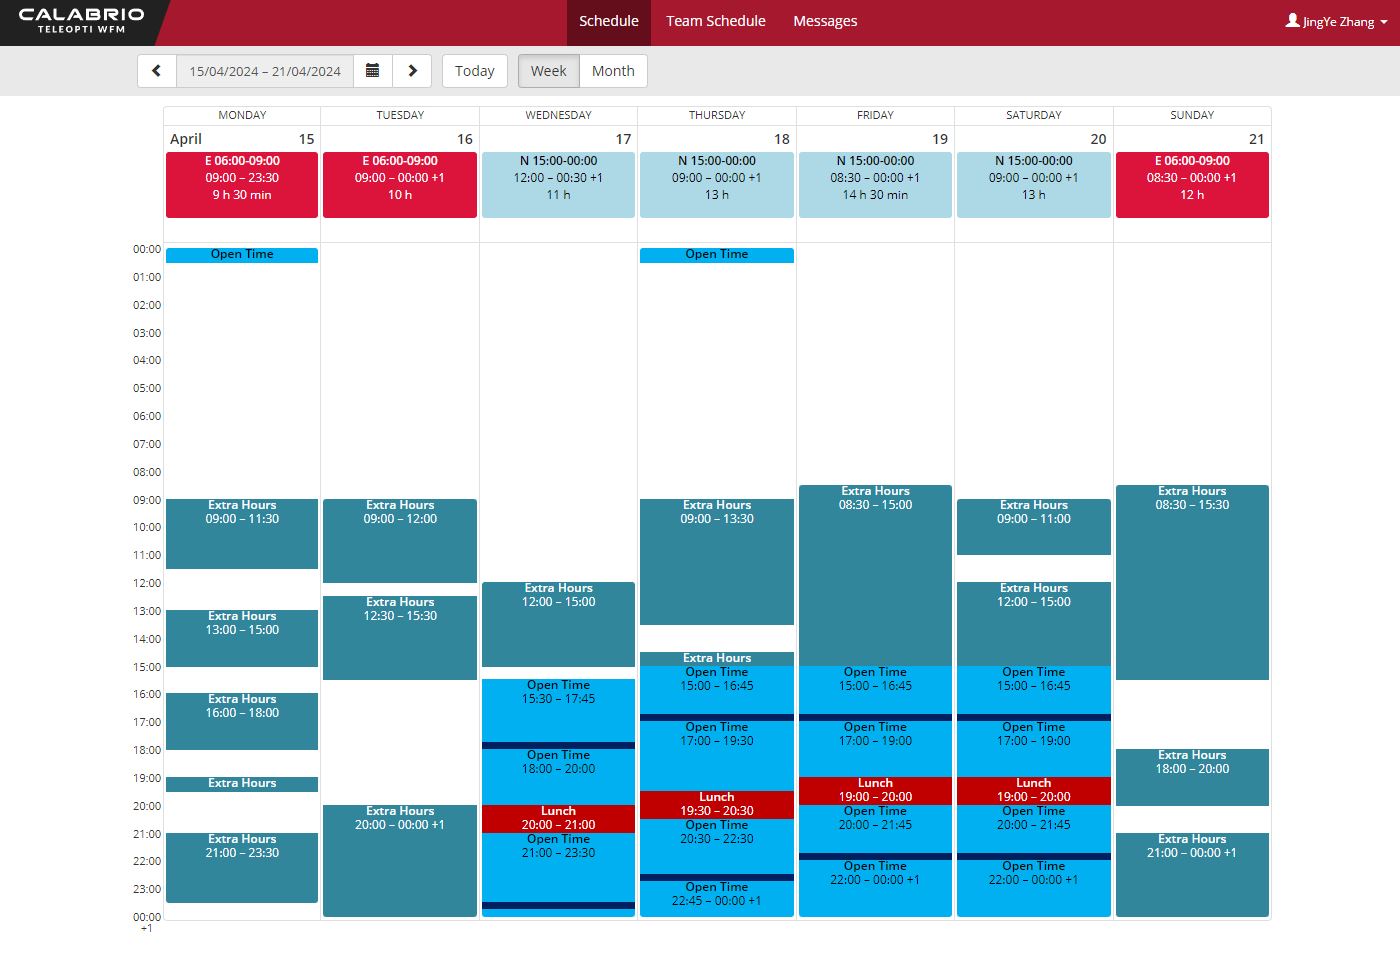 CALABRIO
TELEOPTI WFM
Schedule Team Schedule Messages
JingYe Zhang
15/04/2024 – 21/04/2024 Today Week Month
MONDAY TUESDAY WEDNESDAY THURSDAY FRIDAY SATURDAY SUNDAY
April 15 16 17 18 19 20 21
E 06:00-09:00
09:00 – 23:30
9 h 30 min
E 06:00-09:00
09:00 – 00:00 +1
10 h
N 15:00-00:00
12:00 – 00:30 +1
11 h
N 15:00-00:00
09:00 – 00:00 +1
13 h
N 15:00-00:00
08:30 – 00:00 +1
14 h 30 min
N 15:00-00:00
09:00 – 00:00 +1
13 h
E 06:00-09:00
08:30 – 00:00 +1
12 h
00:00
01:00
02:00
03:00
04:00
05:00
06:00
07:00
08:00
09:00
10:00
11:00
12:00
13:00
14:00
15:00
16:00
17:00
18:00
19:00
20:00
21:00
22:00
23:00
00:00
+1
Open Time
Extra Hours
09:00 – 11:30
Extra Hours
13:00 – 15:00
Extra Hours
16:00 – 18:00
Extra Hours
Extra Hours
21:00 – 23:30
Extra Hours
09:00 – 12:00
Extra Hours
12:30 – 15:30
Extra Hours
20:00 – 00:00 +1
Extra Hours
12:00 – 15:00
Open Time
15:30 – 17:45
Open Time
18:00 – 20:00
Lunch
20:00 – 21:00
Open Time
21:00 – 23:30
Open Time
Extra Hours
09:00 – 13:30
Extra Hours
Open Time
15:00 – 16:45
Open Time
17:00 – 19:30
Lunch
19:30 – 20:30
Open Time
20:30 – 22:30
Open Time
22:45 – 00:00 +1
Extra Hours
08:30 – 15:00
Open Time
15:00 – 16:45
Open Time
17:00 – 19:00
Lunch
19:00 – 20:00
Open Time
20:00 – 21:45
Open Time
22:00 – 00:00 +1
Extra Hours
09:00 – 11:00
Extra Hours
12:00 – 15:00
Open Time
15:00 – 16:45
Open Time
17:00 – 19:00
Lunch
19:00 – 20:00
Open Time
20:00 – 21:45
Open Time
22:00 – 00:00 +1
Extra Hours
08:30 – 15:30
Extra Hours
18:00 – 20:00
Extra Hours
21:00 – 00:00 +1